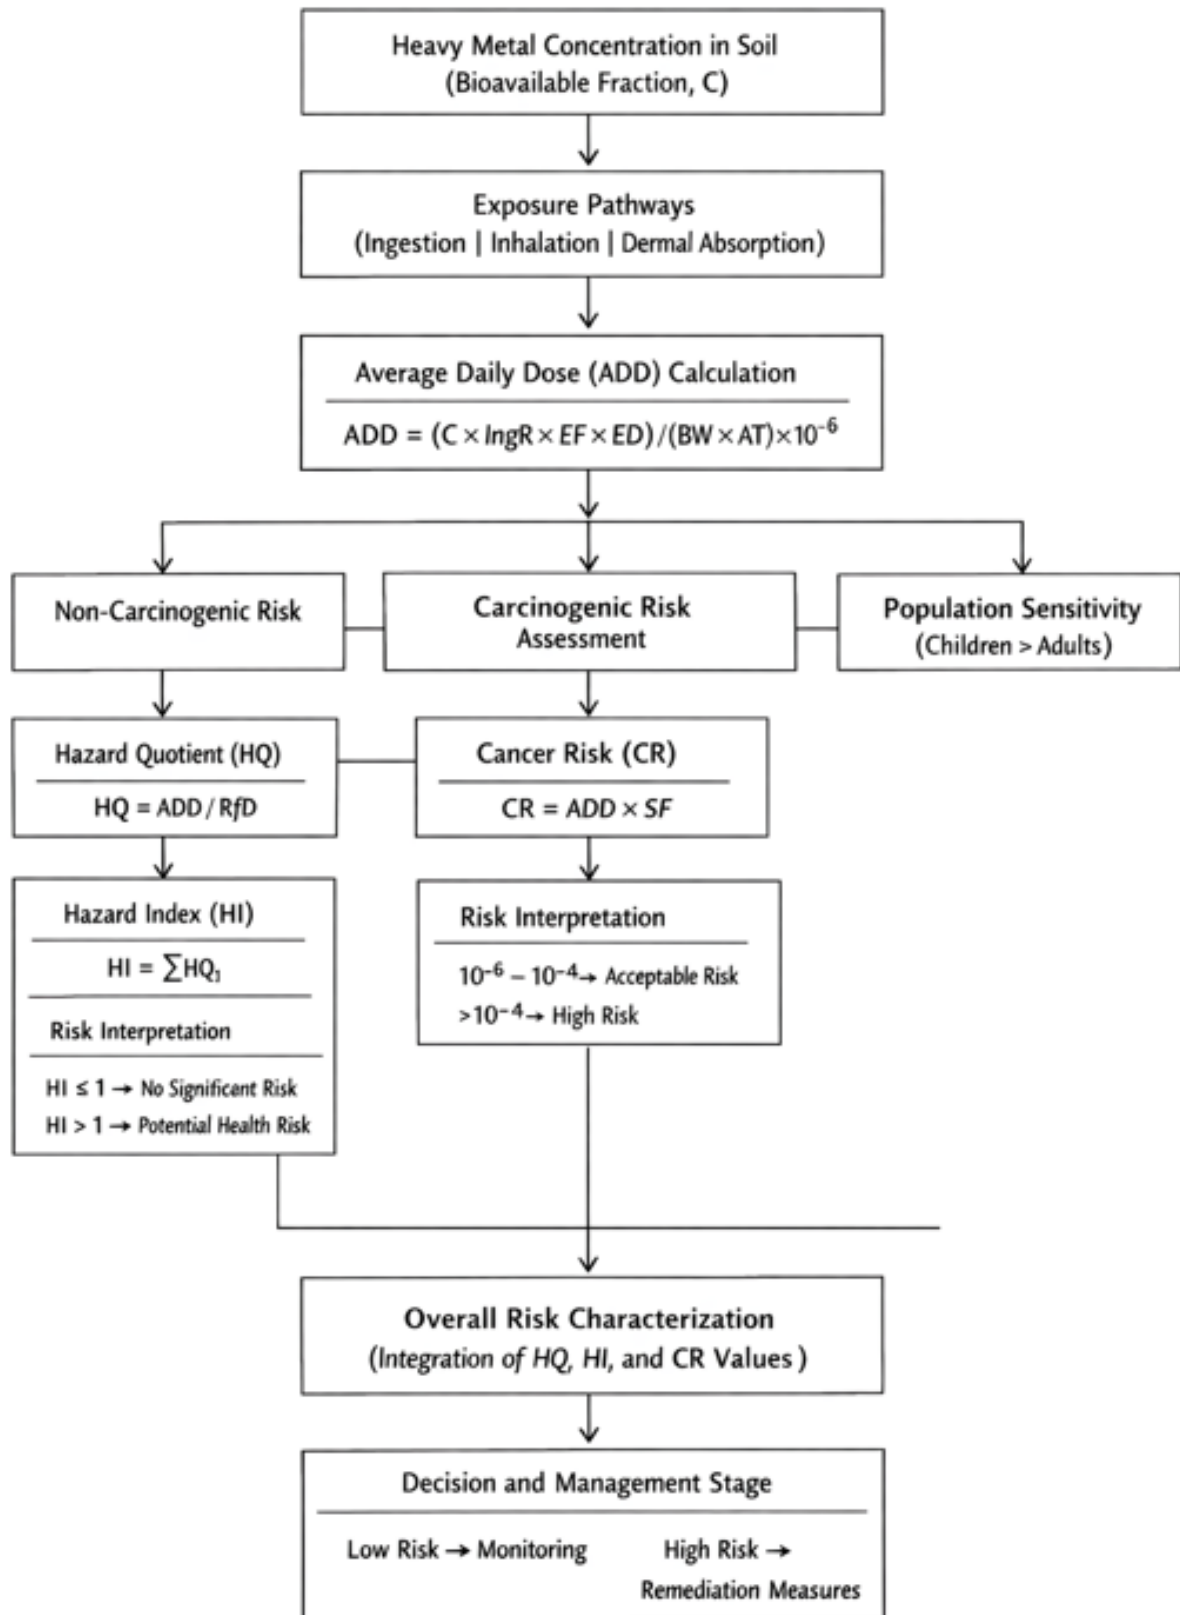 Heavy Metal Concentration in Soil
(Bioavailable Fraction, C)
Exposure Pathways
(Ingestion | Inhalation | Dermal Absorption)
Average Daily Dose (ADD) Calculation
ADD = (C × IngR × EF × ED)/(BW × AT)×10⁻⁶
Non-Carcinogenic Risk
Carcinogenic Risk
Assessment
Population Sensitivity
(Children > Adults)
Hazard Quotient (HQ)
HQ = ADD / RfD
Cancer Risk (CR)
CR = ADD × SF
Hazard Index (HI)
HI = ∑HQ₁
Risk Interpretation
HI ≤ 1 → No Significant Risk
HI > 1 → Potential Health Risk
Risk Interpretation
10⁻⁶ – 10⁻⁴→ Acceptable Risk
>10⁻⁴→ High Risk
Overall Risk Characterization
(Integration of HQ, HI, and CR Values)
Decision and Management Stage
Low Risk → Monitoring
High Risk →
Remediation Measures